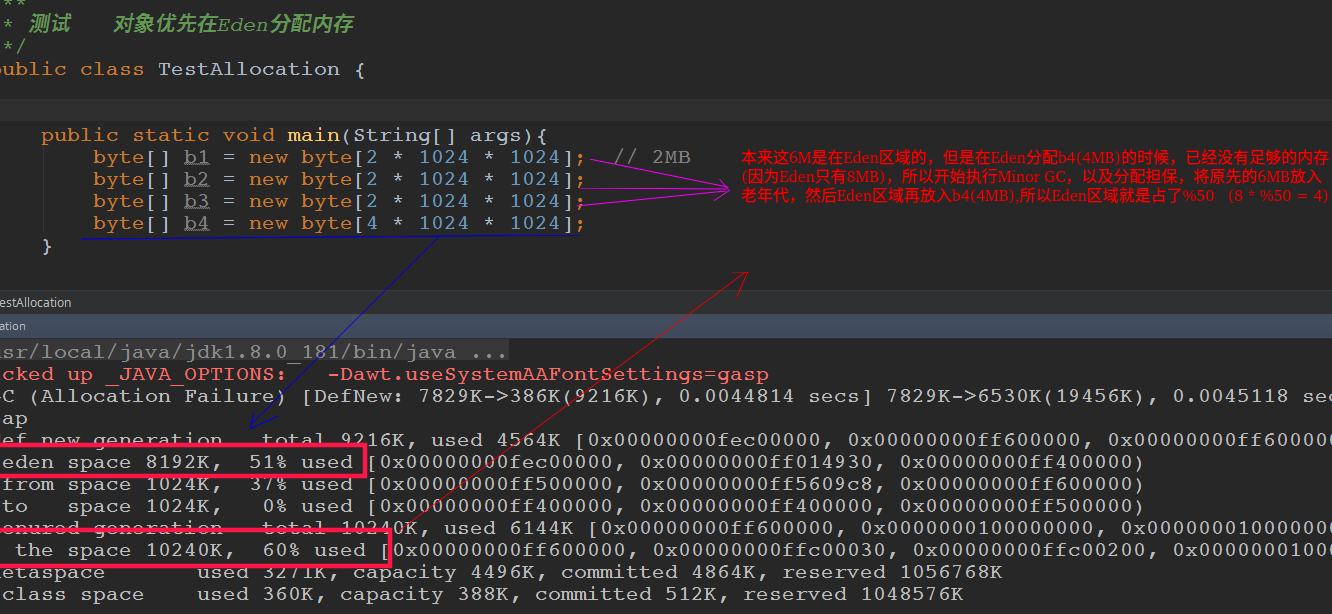 **
* 测试 对象优先在Eden分配内存
*/
public class TestAllocation {
public static void main(String[] args){
byte[] b1 = new byte[2 * 1024 * 1024]; // 2MB
byte[] b2 = new byte[2 * 1024 * 1024];
byte[] b3 = new byte[2 * 1024 * 1024];
byte[] b4 = new byte[4 * 1024 * 1024];
}
本来这6M是在Eden区域的，但是在Eden分配b4(4MB)的时候，已经没有足够的内存
(因为Eden只有8MB)，所以开始执行Minor GC，以及分配担保，将原先的6MB放入
老年代，然后Eden区域再放入b4(4MB),所以Eden区域就是占了%50 (8 * %50 = 4)
estAllocation
ation
usr/local/java/jdk1.8.0_181/bin/java ...
cked up _JAVA_OPTIONS: -Dawt.useSystemAAFontSettings=gasp
GC (Allocation Failure) [DefNew: 7829K->386K(9216K), 0.0044814 secs] 7829K->6530K(19456K), 0.0045118 sec
ap
def new generation total 9216K, used 4564K [0x00000000fec00000, 0x00000000ff600000, 0x00000000ff600000
eden space 8192K, 51% used [0x00000000fec00000, 0x00000000ff014930, 0x00000000ff400000)
from space 1024K, 37% used [0x00000000ff500000, 0x00000000ff5609c8, 0x00000000ff600000)
to space 1024K, 0% used [0x00000000ff400000, 0x00000000ff400000, 0x00000000ff500000)
enured generation total 10240K, used 6144K [0x00000000ff600000, 0x0000000100000000, 0x0000000100000000
the space 10240K, 60% used [0x00000000ff600000, 0x00000000ffc00030, 0x00000000ffc00200, 0x0000000100
etaspace used 3271K, capacity 4496K, committed 4864K, reserved 1056768K
class space used 360K, capacity 388K, committed 512K, reserved 1048576K